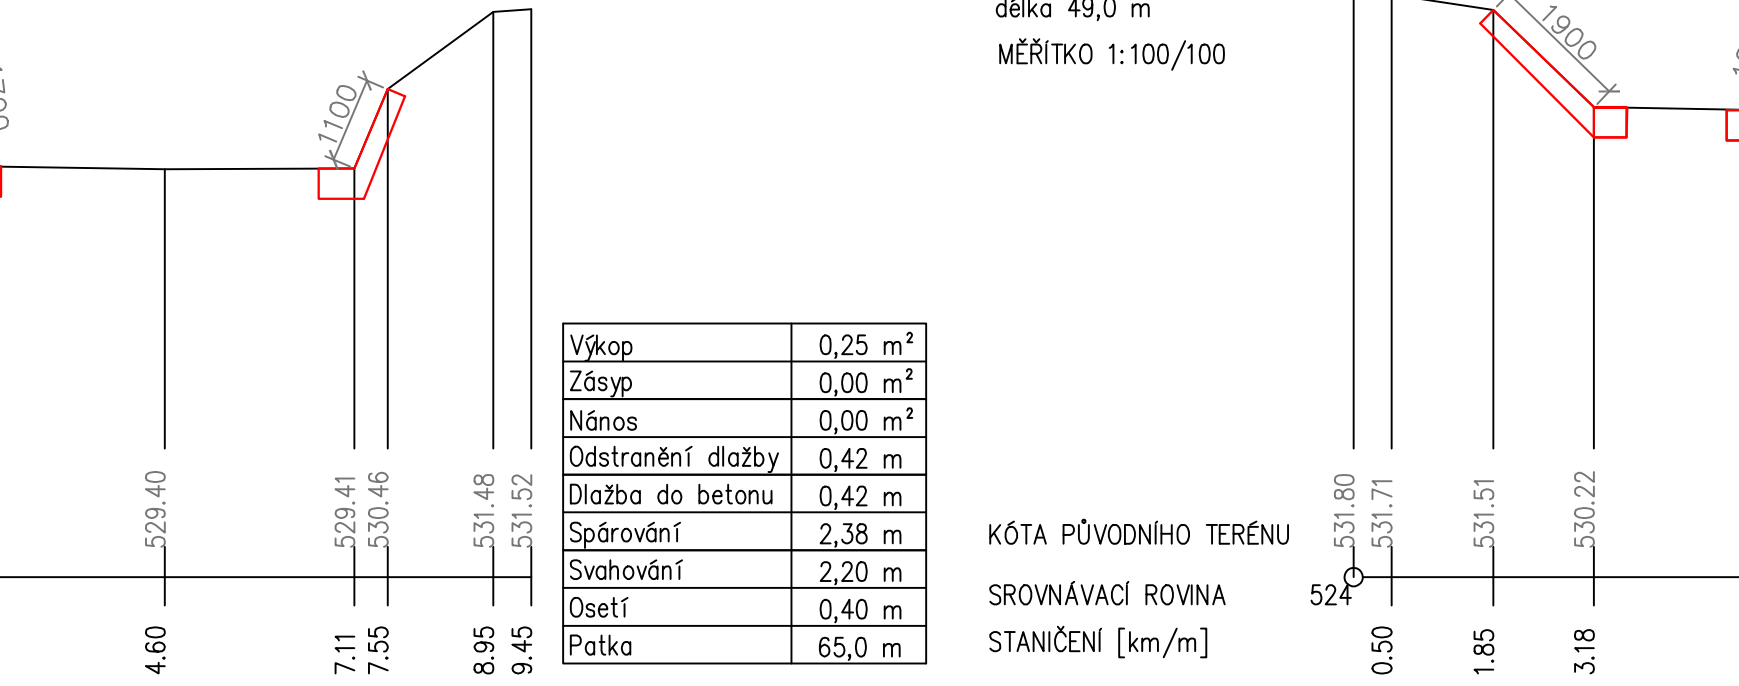 délka 49,0 m
MĚŘÍTKO 1:100/100
1100
1900
Výkop 0,25 m²
Zásyp 0,00 m²
Nános 0,00 m²
Odstranění dlažby 0,42 m
Dlažba do betonu 0,42 m
Spárování 2,38 m
Svahování 2,20 m
Osetí 0,40 m
Patka 65,0 m
529.40 529.41 530.46 531.48 531.52
4.60 7.11 7.55 8.95 9.45
KÓTA PŮVODNÍHO TERÉNU 531.80 531.71 531.51 530.22
SROVNÁVACÍ ROVINA 524
STANIČENÍ [km/m] 0.50 1.85 3.18